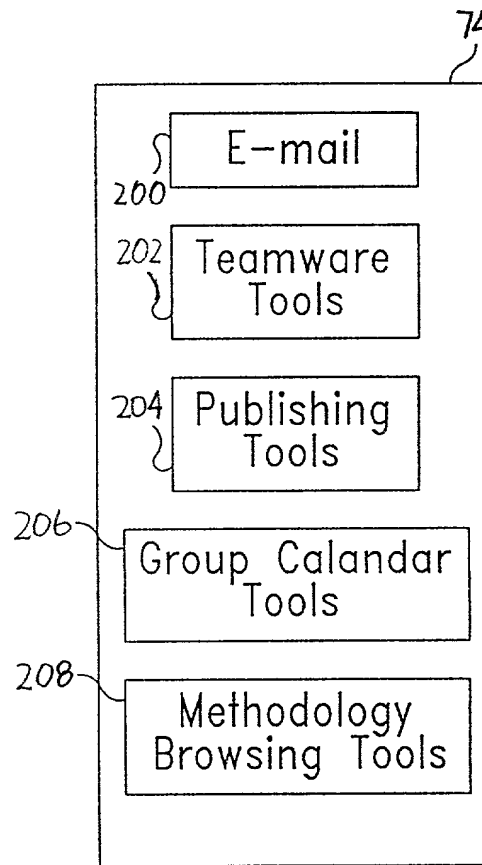 74
E-mail
200
202
Teamware
Tools
204
Publishing
Tools
206
Group Calandar
Tools
208
Methodology
Browsing Tools